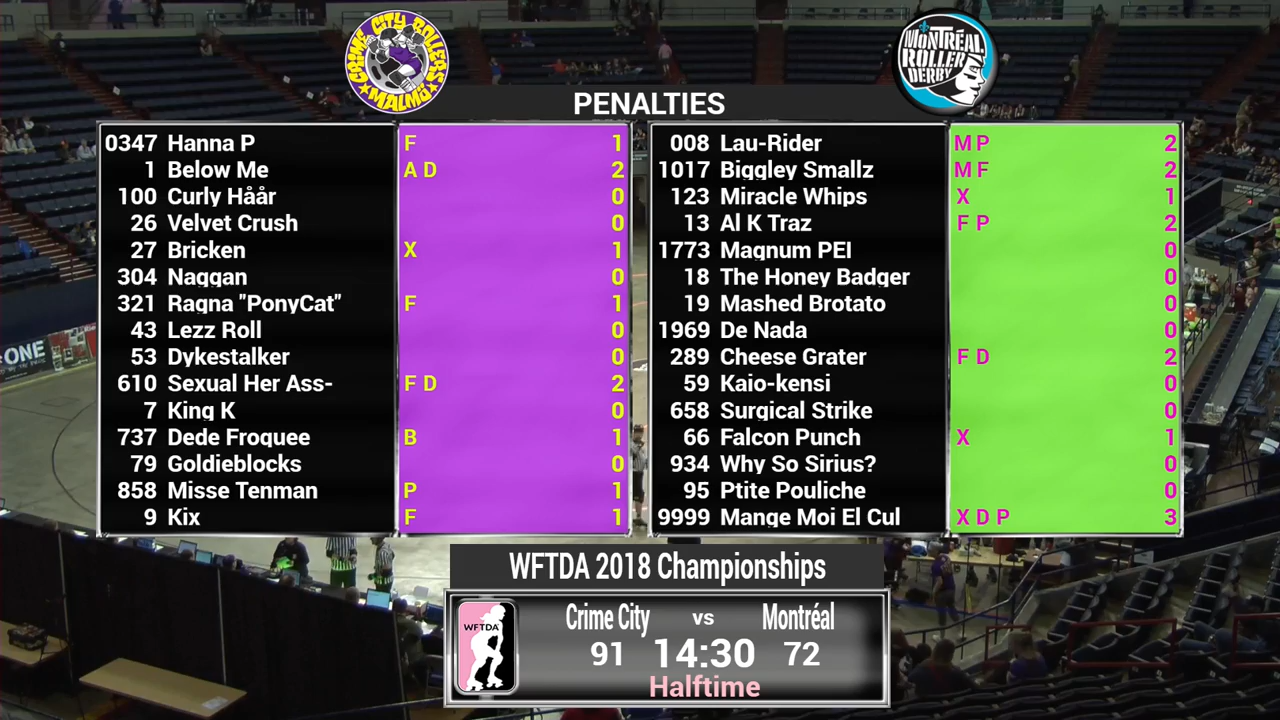 CRIME CITY ROLLERS
MALMÖ
MONTRÉAL
ROLLER
DERBY
PENALTIES
0347 Hanna P F 1
1 Below Me A D 2
100 Curly Håår 0
26 Velvet Crush 0
27 Bricken X 1
304 Naggan 0
321 Ragna "PonyCat" F 1
43 Lezz Roll 0
53 Dykestalker 0
610 Sexual Her Ass- F D 2
7 King K 0
737 Dede Froquee B 1
79 Goldieblocks 0
858 Misse Tenman P 1
9 Kix F 1
008 Lau-Rider M P 2
1017 Biggley Smallz M F 2
123 Miracle Whips X 1
13 Al K Traz F P 2
1773 Magnum PEI 0
18 The Honey Badger 0
19 Mashed Brotato 0
1969 De Nada 0
289 Cheese Grater F D 2
59 Kaio-kensi 0
658 Surgical Strike 0
66 Falcon Punch X 1
934 Why So Sirius? 0
95 Ptite Pouliche 0
9999 Mange Moi El Cul X D P 3
ONE
WFTDA 2018 Championships
WFTDA
Crime City vs Montréal
91 14:30 72
Halftime